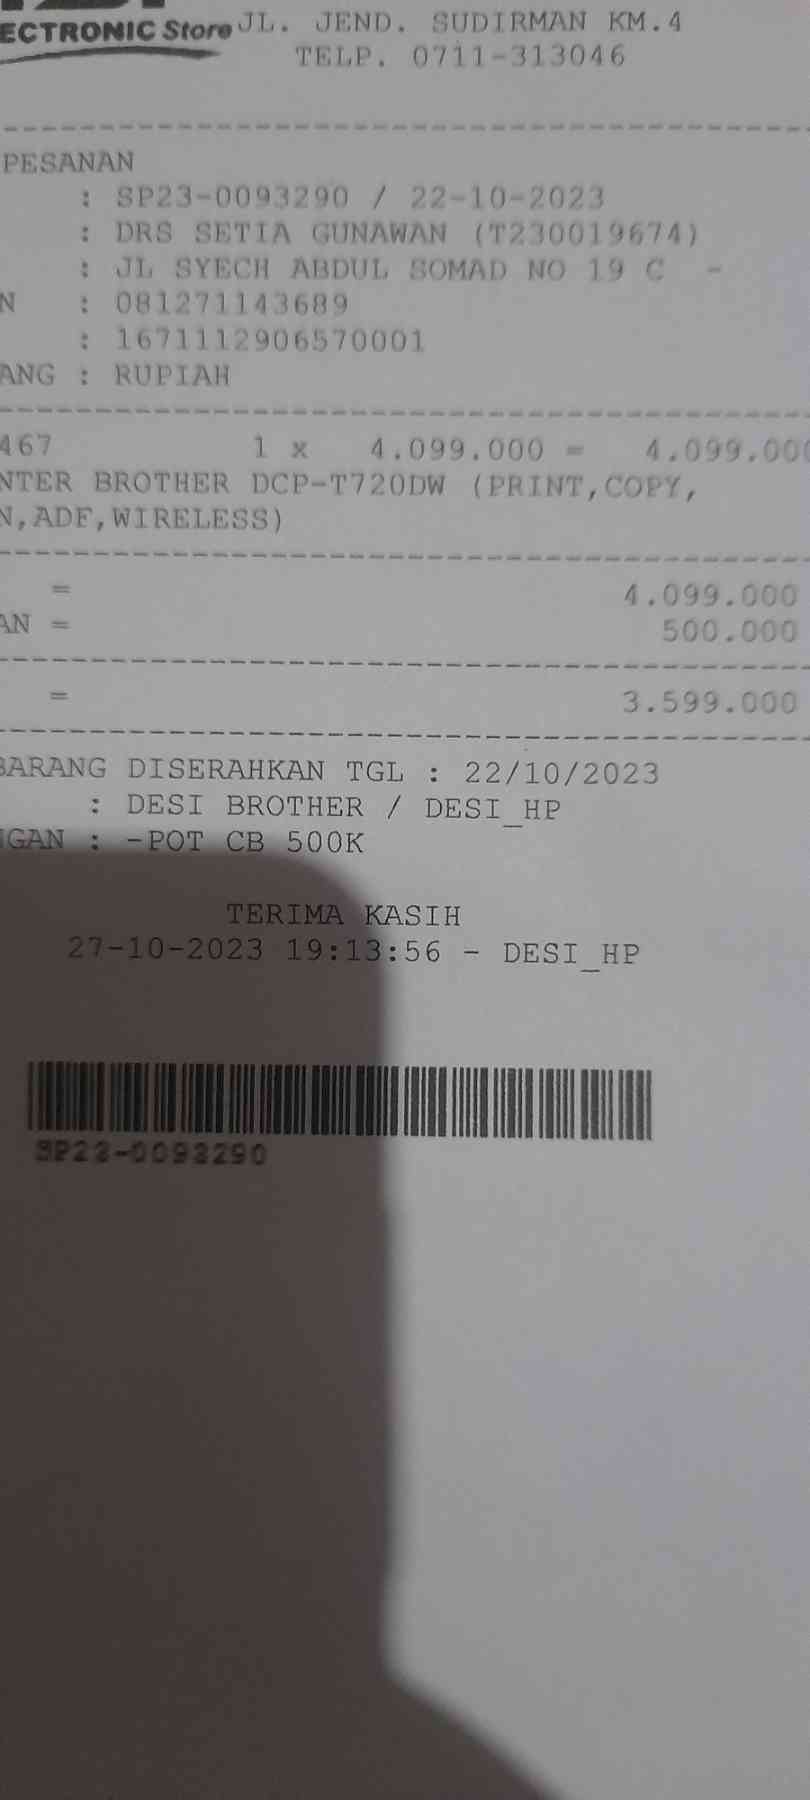 ECTRONIC Store JL. JEND. SUDIRMAN KM.4
TELP. 0711-313046
PESANAN
: SP23-0093290 / 22-10-2023
: DRS SETIA GUNAWAN (T230019674)
: JL SYECH ABDUL SOMAD NO 19 C -
N : 081271143689
: 1671112906570001
ANG : RUPIAH
467 1 x 4.099.000 = 4.099.000
NTER BROTHER DCP-T720DW (PRINT,COPY,
N,ADF,WIRELESS)
= 4.099.000
AN = 500.000
= 3.599.000
BARANG DISERAHKAN TGL : 22/10/2023
: DESI BROTHER / DESI_HP
NGAN : -POT CB 500K
TERIMA KASIH
27-10-2023 19:13:56 - DESI_HP
SP23-0093290